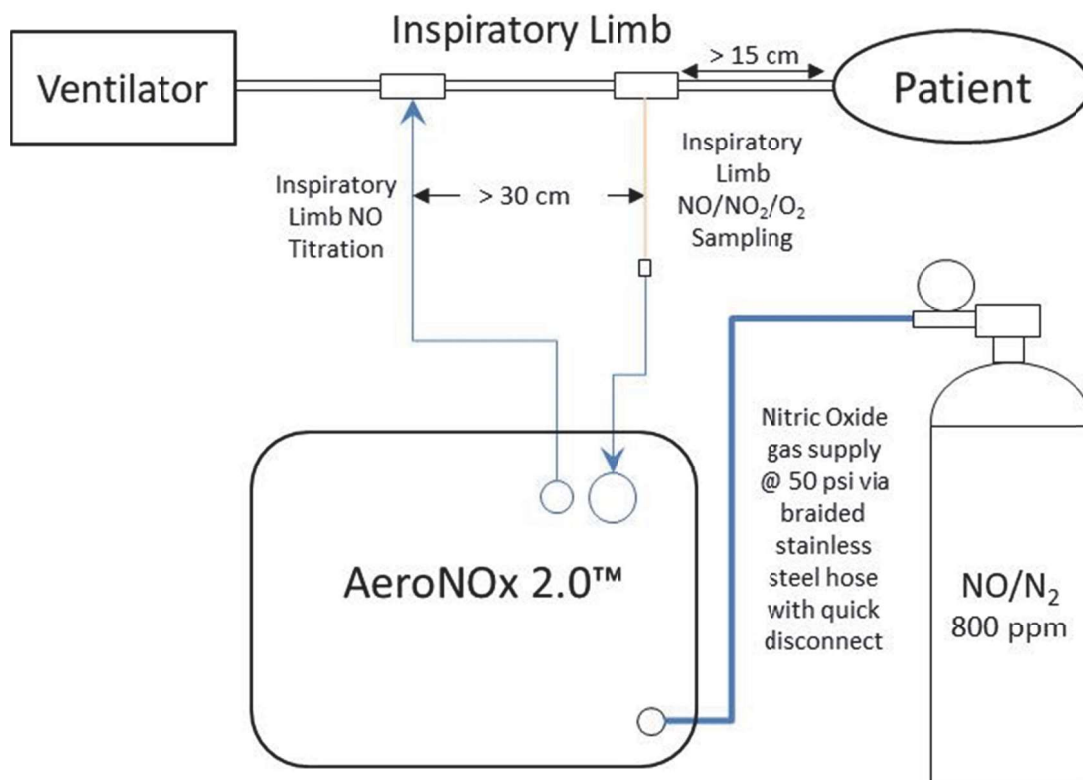 Inspiratory Limb
> 15 cm
Ventilator
Patient
Inspiratory
Limb NO
Titration
> 30 cm
Inspiratory
Limb
NO/NO₂/O₂
Sampling
Nitric Oxide
gas supply
@ 50 psi via
braided
stainless
steel hose
with quick
disconnect
AeroNOx 2.0™
NO/N₂
800 ppm